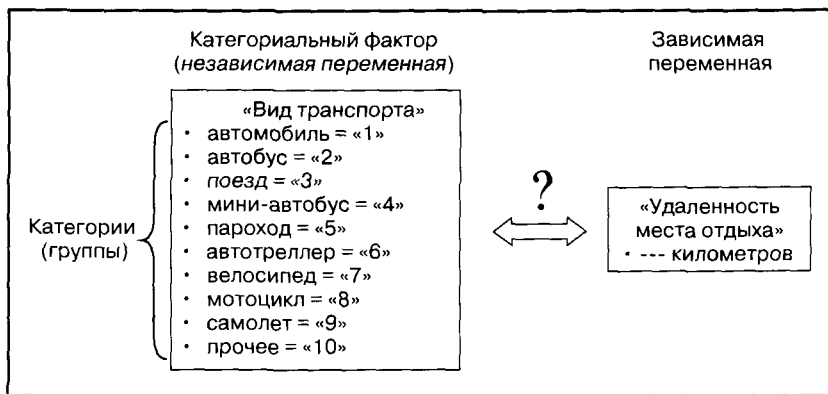 Категориальный фактор
(независимая переменная)
Зависимая
переменная
Категории
(группы)
«Вид транспорта»
· автомобиль = «1»
· автобус = «2»
· поезд = «3»
· мини-автобус = «4»
· пароход = «5»
· автотреллер = «6»
· велосипед = «7»
· мотоцикл = «8»
· самолет = «9»
· прочее = «10»
?
«Удаленность
места отдыха»
· --- километров